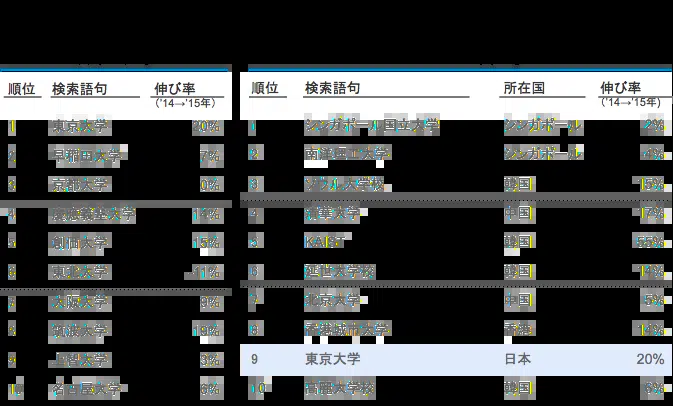 順位 検索語句 伸び率
('14→'15年)
1 東京大学 20%
2 早稲田大学 7%
3 京都大学 0%
4 慶應義塾大学 14%
5 創価大学 15%
6 東北大学 11%
7 大阪大学 9%
8 筑波大学 19%
9 上智大学 3%
10 名古屋大学 6%
順位 検索語句 所在国 伸び率
('14→'15年)
1 シンガポール国立大学 シンガポール 2%
2 南洋理工大学 シンガポール
3 ソウル大学校 韓国 15%
4 清華大学 中国 17%
5 韓国 55%
6 延世大学校 韓国 14%
7 北京大学 中国 5%
8 香港城市大学 香港 14%
9 東京大学 日本 20%
10 高麗大学校 韓国 6%